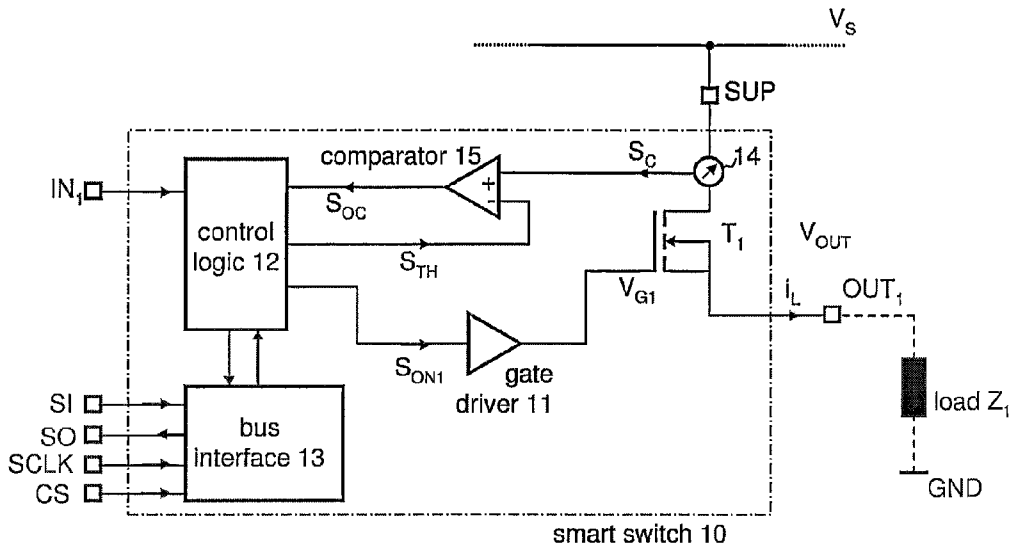 V_S
SUP
comparator 15
S_C
14
IN_1
+
-
S_OC
control
logic 12
S_TH
T_1
V_OUT
V_G1
i_L
OUT_1
S_ON1
gate
driver 11
load Z_1
SI
SO
SCLK
CS
bus
interface 13
GND
smart switch 10